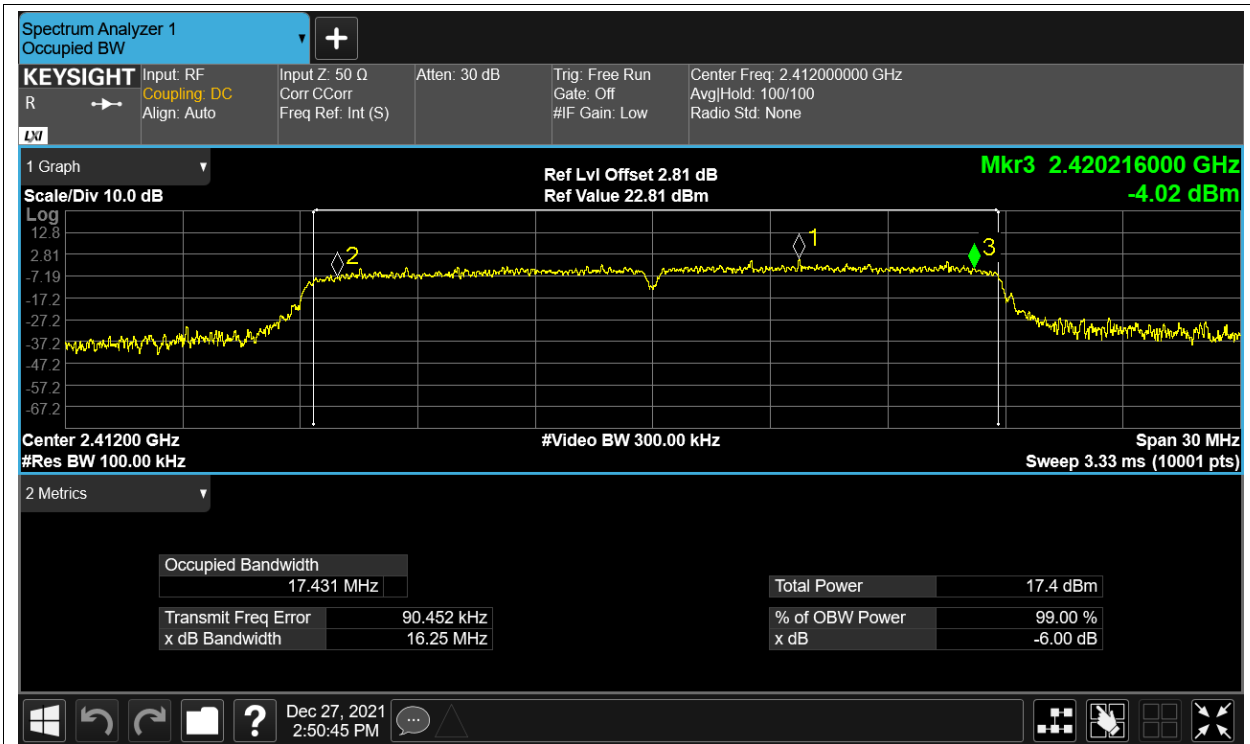 Spectrum Analyzer 1
Occupied BW
KEYSIGHT
R
LXI
Input: RF
Coupling: DC
Align: Auto
Input Z: 50 Ω
Corr CCorr
Freq Ref: Int (S)
Atten: 30 dB
Trig: Free Run
Gate: Off
#IF Gain: Low
Center Freq: 2.412000000 GHz
Avg|Hold: 100/100
Radio Std: None
1 Graph
Scale/Div 10.0 dB
Ref Lvl Offset 2.81 dB
Ref Value 22.81 dBm
Mkr3 2.420216000 GHz
-4.02 dBm
Log
12.8
2.81
-7.19
-17.2
-27.2
-37.2
-47.2
-57.2
-67.2
2
1
3
Center 2.41200 GHz
#Res BW 100.00 kHz
#Video BW 300.00 kHz
Span 30 MHz
Sweep 3.33 ms (10001 pts)
2 Metrics
Occupied Bandwidth
17.431 MHz
Transmit Freq Error 90.452 kHz
x dB Bandwidth 16.25 MHz
Total Power 17.4 dBm
% of OBW Power 99.00 %
x dB -6.00 dB
?
Dec 27, 2021
2:50:45 PM